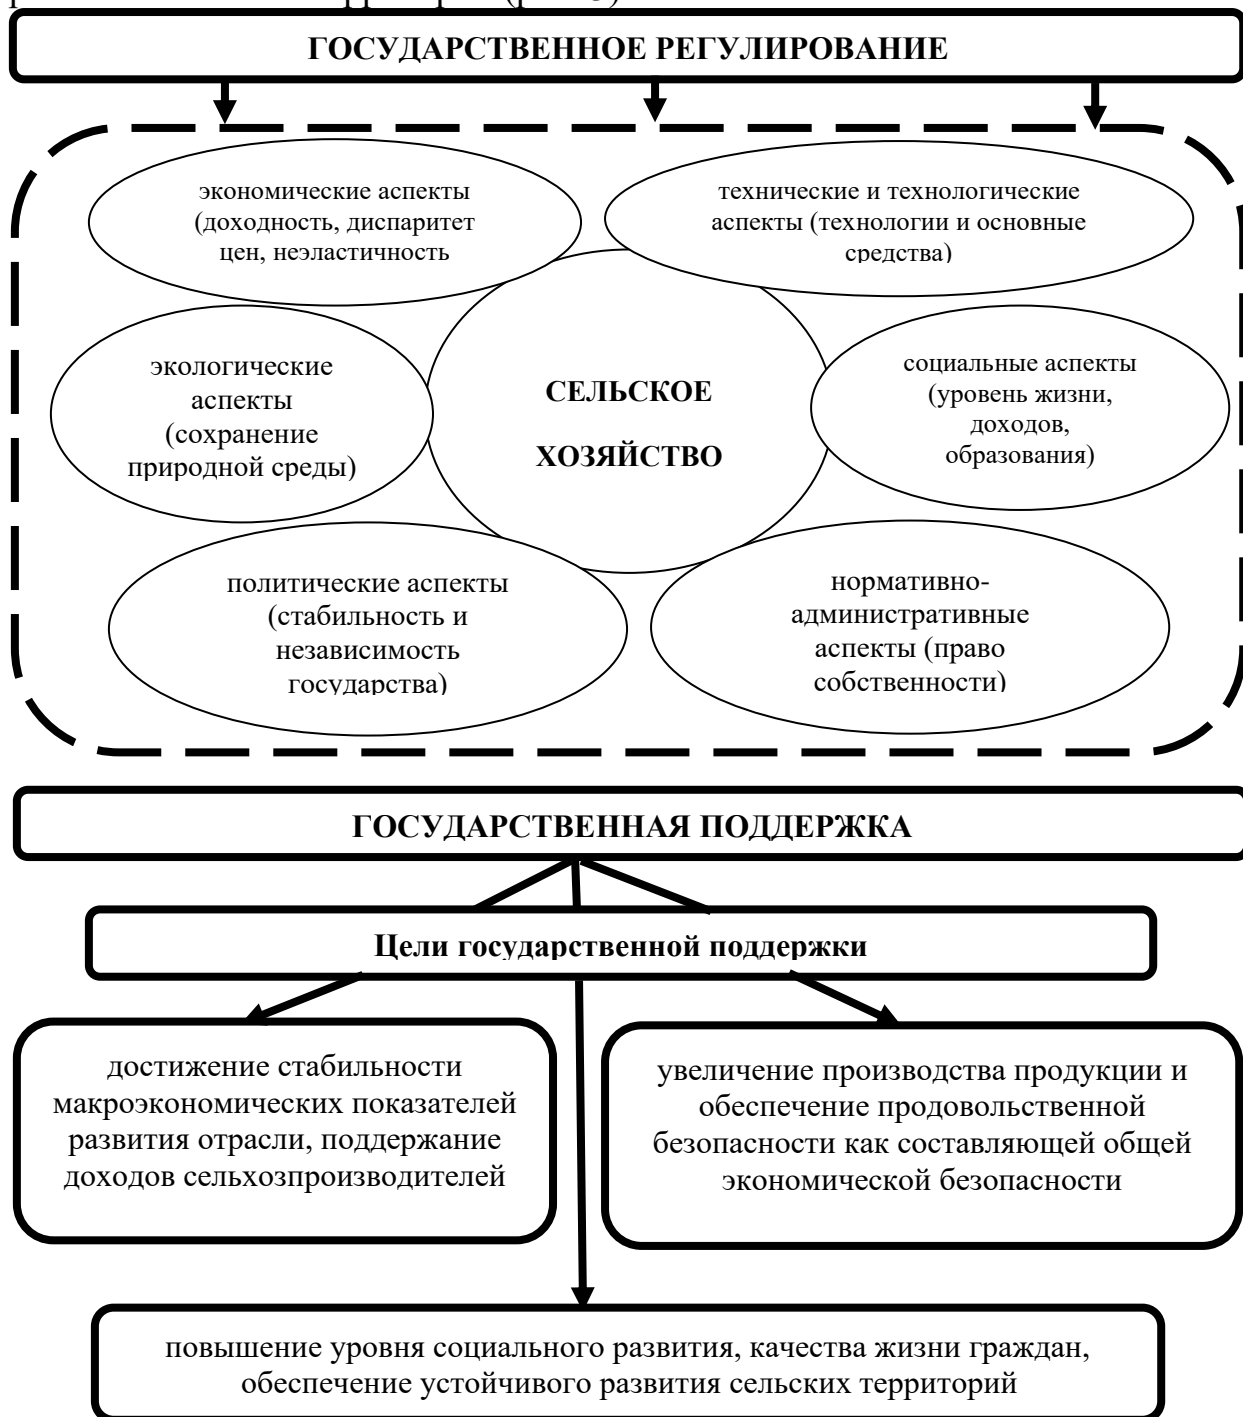 ГОСУДАРСТВЕННОЕ РЕГУЛИРОВАНИЕ
экономические аспекты
(доходность, диспаритет
цен, неэластичность
технические и технологические
аспекты (технологии и основные
средства)
экологические
аспекты
(сохранение
природной среды)
СЕЛЬСКОЕ
ХОЗЯЙСТВО
социальные аспекты
(уровень жизни,
доходов,
образования)
политические аспекты
(стабильность и
независимость
государства)
нормативно-
административные
аспекты (право
собственности)
ГОСУДАРСТВЕННАЯ ПОДДЕРЖКА
Цели государственной поддержки
достижение стабильности
макроэкономических показателей
развития отрасли, поддержание
доходов сельхозпроизводителей
увеличение производства продукции и
обеспечение продовольственной
безопасности как составляющей общей
экономической безопасности
повышение уровня социального развития, качества жизни граждан,
обеспечение устойчивого развития сельских территорий